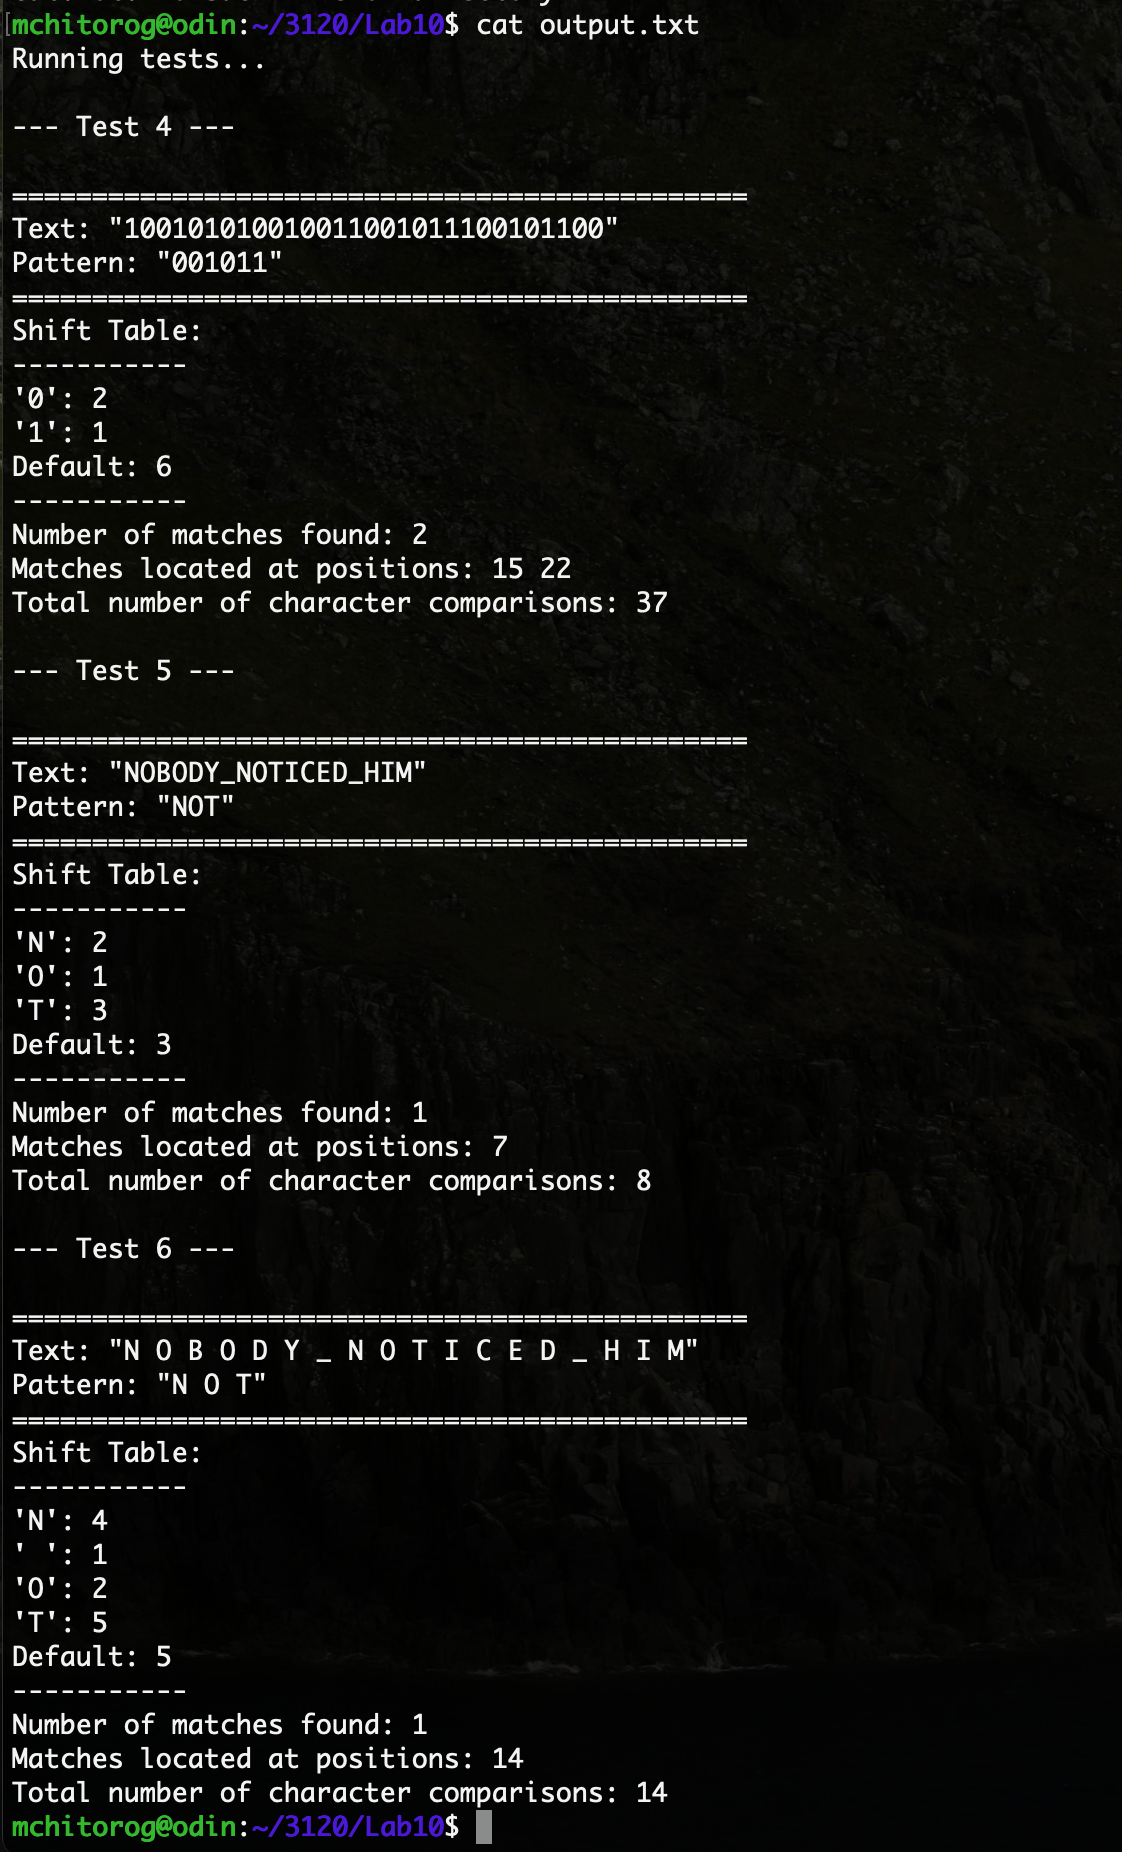 mchitorog@odin:~/3120/Lab10$ cat output.txt
Running tests...
--- Test 4 ---
==============================================
Text: "100101010010011001011100101100"
Pattern: "001011"
==============================================
Shift Table:
-----------
'0': 2
'1': 1
Default: 6
-----------
Number of matches found: 2
Matches located at positions: 15 22
Total number of character comparisons: 37
--- Test 5 ---
==============================================
Text: "NOBODY_NOTICED_HIM"
Pattern: "NOT"
==============================================
Shift Table:
-----------
'N': 2
'O': 1
'T': 3
Default: 3
-----------
Number of matches found: 1
Matches located at positions: 7
Total number of character comparisons: 8
--- Test 6 ---
==============================================
Text: "N O B O D Y _ N O T I C E D _ H I M"
Pattern: "N O T"
==============================================
Shift Table:
-----------
'N': 4
' ': 1
'O': 2
'T': 5
Default: 5
-----------
Number of matches found: 1
Matches located at positions: 14
Total number of character comparisons: 14
mchitorog@odin:~/3120/Lab10$